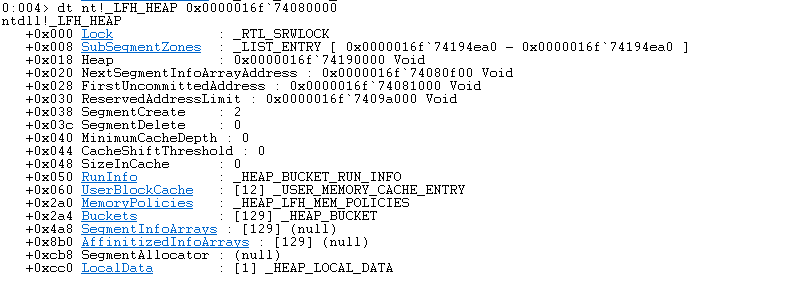 0:004> dt nt!_LFH_HEAP 0x0000016f`74080000
ntdll!_LFH_HEAP
+0x000 Lock : _RTL_SRWLOCK
+0x008 SubSegmentZones : _LIST_ENTRY [ 0x0000016f`74194ea0 - 0x0000016f`74194ea0 ]
+0x018 Heap : 0x0000016f`74190000 Void
+0x020 NextSegmentInfoArrayAddress : 0x0000016f`74080f00 Void
+0x028 FirstUncommittedAddress : 0x0000016f`74081000 Void
+0x030 ReservedAddressLimit : 0x0000016f`7409a000 Void
+0x038 SegmentCreate : 2
+0x03c SegmentDelete : 0
+0x040 MinimumCacheDepth : 0
+0x044 CacheShiftThreshold : 0
+0x048 SizeInCache : 0
+0x050 RunInfo : _HEAP_BUCKET_RUN_INFO
+0x060 UserBlockCache : [12] _USER_MEMORY_CACHE_ENTRY
+0x2a0 MemoryPolicies : _HEAP_LFH_MEM_POLICIES
+0x2a4 Buckets : [129] _HEAP_BUCKET
+0x4a8 SegmentInfoArrays : [129] (null)
+0x8b0 AffinitizedInfoArrays : [129] (null)
+0xcb8 SegmentAllocator : (null)
+0xcc0 LocalData : [1] _HEAP_LOCAL_DATA